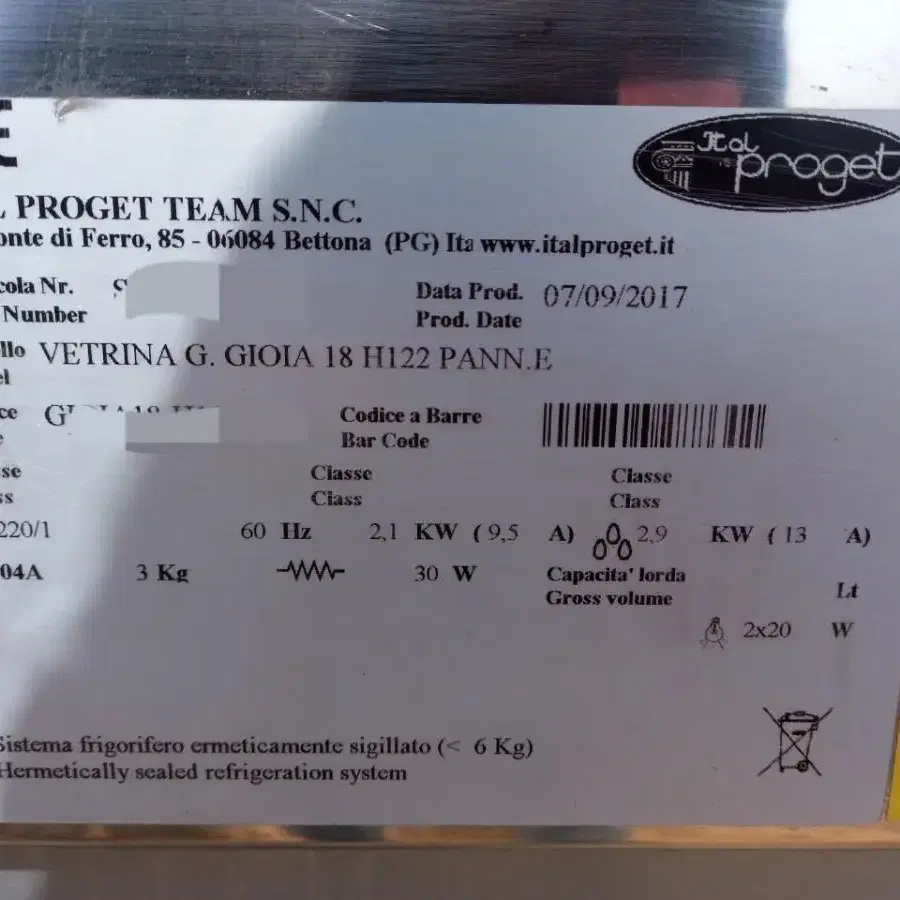 Ital
proget
L PROGET TEAM S.N.C.
onte di Ferro, 85 - 06084 Bettona (PG) Ita www.italproget.it
cola Nr.
Number
Data Prod. 07/09/2017
Prod. Date
llo VETRINA G. GIOIA 18 H122 PANN.E
el
ce
Codice a Barre
Bar Code
se Classe Classe
ss Class Class
220/1 60 Hz 2,1 KW ( 9,5 A) 2,9 KW ( 13 A)
04A 3 Kg 30 W Capacita' lorda
Gross volume Lt
2x20 W
Sistema frigorifero ermeticamente sigillato (< 6 Kg)
Hermetically sealed refrigeration system